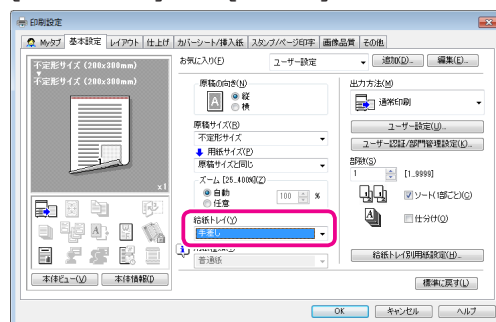 印刷設定
Myタブ 基本設定 レイアウト 仕上げ カバーシート/挿入紙 スタンプ/ページ印字 画像品質 その他
不定形サイズ (200x300mm)
不定形サイズ (200x300mm)
x1
本体ビュー(V) 本体情報(I)
お気に入り(F) ユーザー設定 追加(D)... 編集(E)...
原稿の向き(N)
縦
横
原稿サイズ(R)
不定形サイズ
用紙サイズ(P)
原稿サイズと同じ
ズーム [25..400%](Z)
自動
任意
100 %
給紙トレイ(Y)
手差し
普通紙
出力方法(M)
通常印刷
ユーザー設定(U)...
ユーザー認証/部門管理設定(K)...
部数(S)
1 [1..9999]
ソート(1部ごと)(C)
仕分け(O)
給紙トレイ別用紙設定(H)...
標準に戻す(L)
OK キャンセル ヘルプ